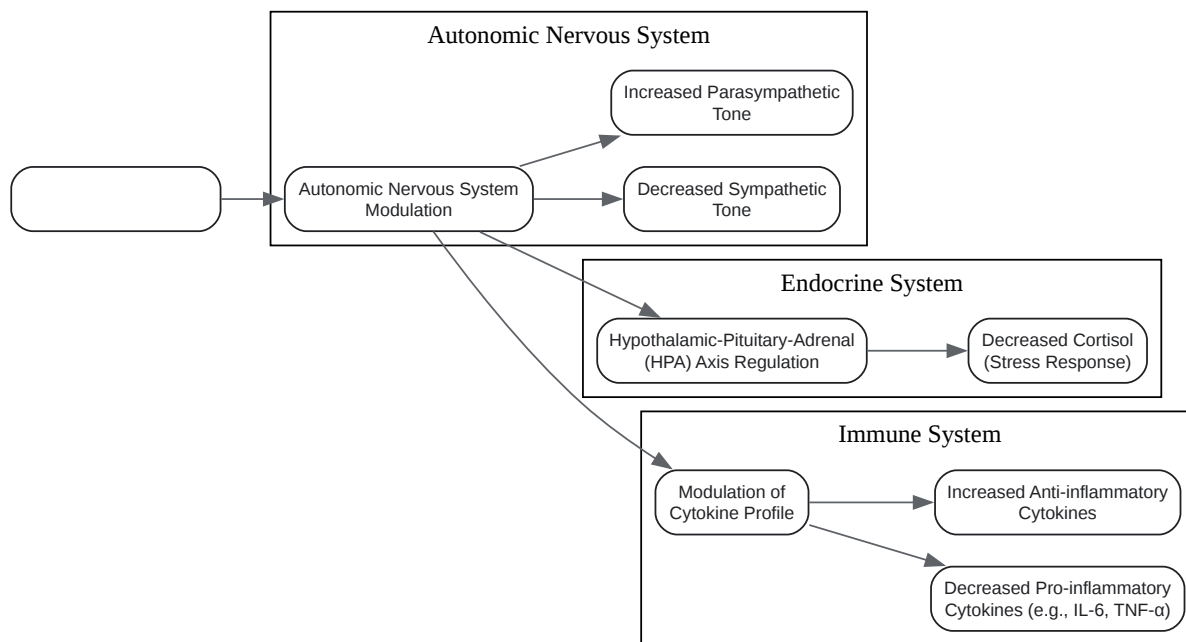 Autonomic Nervous System
Increased Parasympathetic
Tone
Autonomic Nervous System
Modulation
Decreased Sympathetic
Tone
Endocrine System
Hypothalamic-Pituitary-Adrenal
(HPA) Axis Regulation
Decreased Cortisol
(Stress Response)
Immune System
Modulation of
Cytokine Profile
Increased Anti-inflammatory
Cytokines
Decreased Pro-inflammatory
Cytokines (e.g., IL-6, TNF-α)